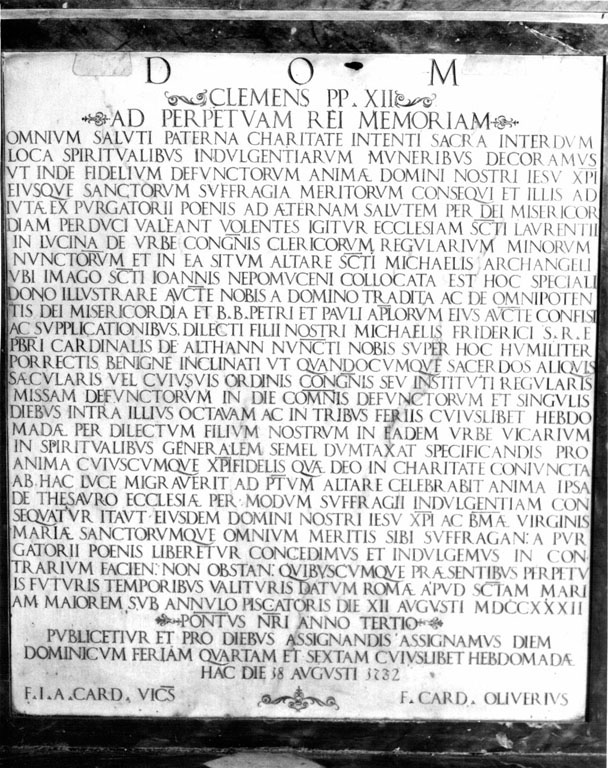 D O M
CLEMENS PP. XII
AD PERPETVAM REI MEMORIAM
OMNIVM SALVTI PATERNA CHARITATE INTENTI SACRA INTERDVM
LOCA SPIRITVALIBVS INDVLGENTIARVM MVNERIBVS DECORAMVS
VT INDE FIDELIVM DEFVNCTORVM ANIMÆ DOMINI NOSTRI IESV XPI
EIVSQVE SANCTORVM SVFFRAGIA MERITORVM CONSEQVI ET ILLIS AD
IVTÆ EX PVRGATORII POENIS AD ÆTERNAM SALVTEM PER DEI MISERICOR
DIAM PERDVCI VALEANT VOLENTES IGITVR ECCLESIAM SCTI LAVRENTII
IN LVCINA DE VRBE CONGNIS CLERICORVM REGVLARIVM MINORVM
NVNCTORVM ET IN EA SITVM ALTARE SCTI MICHAELIS ARCHANGELI
VBI IMAGO SCTI IOANNIS NEPOMVCENI COLLOCATA EST HOC SPECIALI
DONO ILLVSTRARE AVCTE NOBIS A DOMINO TRADITA AC DE OMNIPOTEN
TIS DEI MISERICORDIA ET B.B. PETRI ET PAVLI APLORVM EIVS AVCTE CONFISI
AC SVPPLICATIONIBVS. DILECTI FILII NOSTRI MICHAELIS FRIDERICI S.R.E
PBRI CARDINALIS DE ALTHANN NVNCTI NOBIS SVPER HOC HVMILITER
PORRECTIS BENIGNE INCLINATI VT QVANDOCVMQVE SACERDOS ALIQVIS
SÆCVLARIS VEL CVIVSVIS ORDINIS CONGNIS SEV INSTITVTI REGVLARIS
MISSAM DEFVNCTORVM IN DIE COMNIS DEFVNCTORVM ET SINGVLIS
DIEBVS INTRA ILLIVS OCTAVAM AC IN TRIBVS FERIIS CVIVSLIBET HEBDO
MADÆ PER DILECTVM FILIVM NOSTRVM IN EADEM VRBE VICARIVM
IN SPIRITVALIBVS GENERALEM SEMEL DVMTAXAT SPECIFICANDIS PRO
ANIMA CVIVSCVMQVE XPIFIDELIS QVÆ DEO IN CHARITATE CONIVNCTA
AB HAC LVCE MIGRAVERIT AD PTVM ALTARE CELEBRABIT ANIMA IPSA
DE THESAVRO ECCLESIÆ PER MODVM SVFFRAGII INDVLGENTIAM CON
SEQVATVR ITAVT EIVSDEM DOMINI NOSTRI IESV XPI AC BMÆ VIRGINIS
MARIÆ SANCTORVMQVE OMNIVM MERITIS SIBI SVFFRAGAN: A PVR
GATORII POENIS LIBERETVR CONCEDIMVS ET INDVLGEMVS IN CON
TRARIVM FACIEN: NON OBSTAN: QVIBVSCVMQVE PRÆSENTIBVS PERPETV
IS FVTVRIS TEMPORIBVS VALITVRIS DATVM ROMÆ APVD SCTAM MARI
AM MAIOREM SVB ANNVLO PISCATORIS DIE XII AVGVSTI MDCCXXXII
PONTVS NRI ANNO TERTIO
PVBLICETIVR ET PRO DIEBVS ASSIGNANDIS ASSIGNAMVS DIEM
DOMINICVM FERIAM QVARTAM ET SEXTAM CVIVSLIBET HEBDOMADÆ
HAC DIE 18 AVGVSTI 1732
F. I. A. CARD. VICS
F. CARD. OLIVERIVS